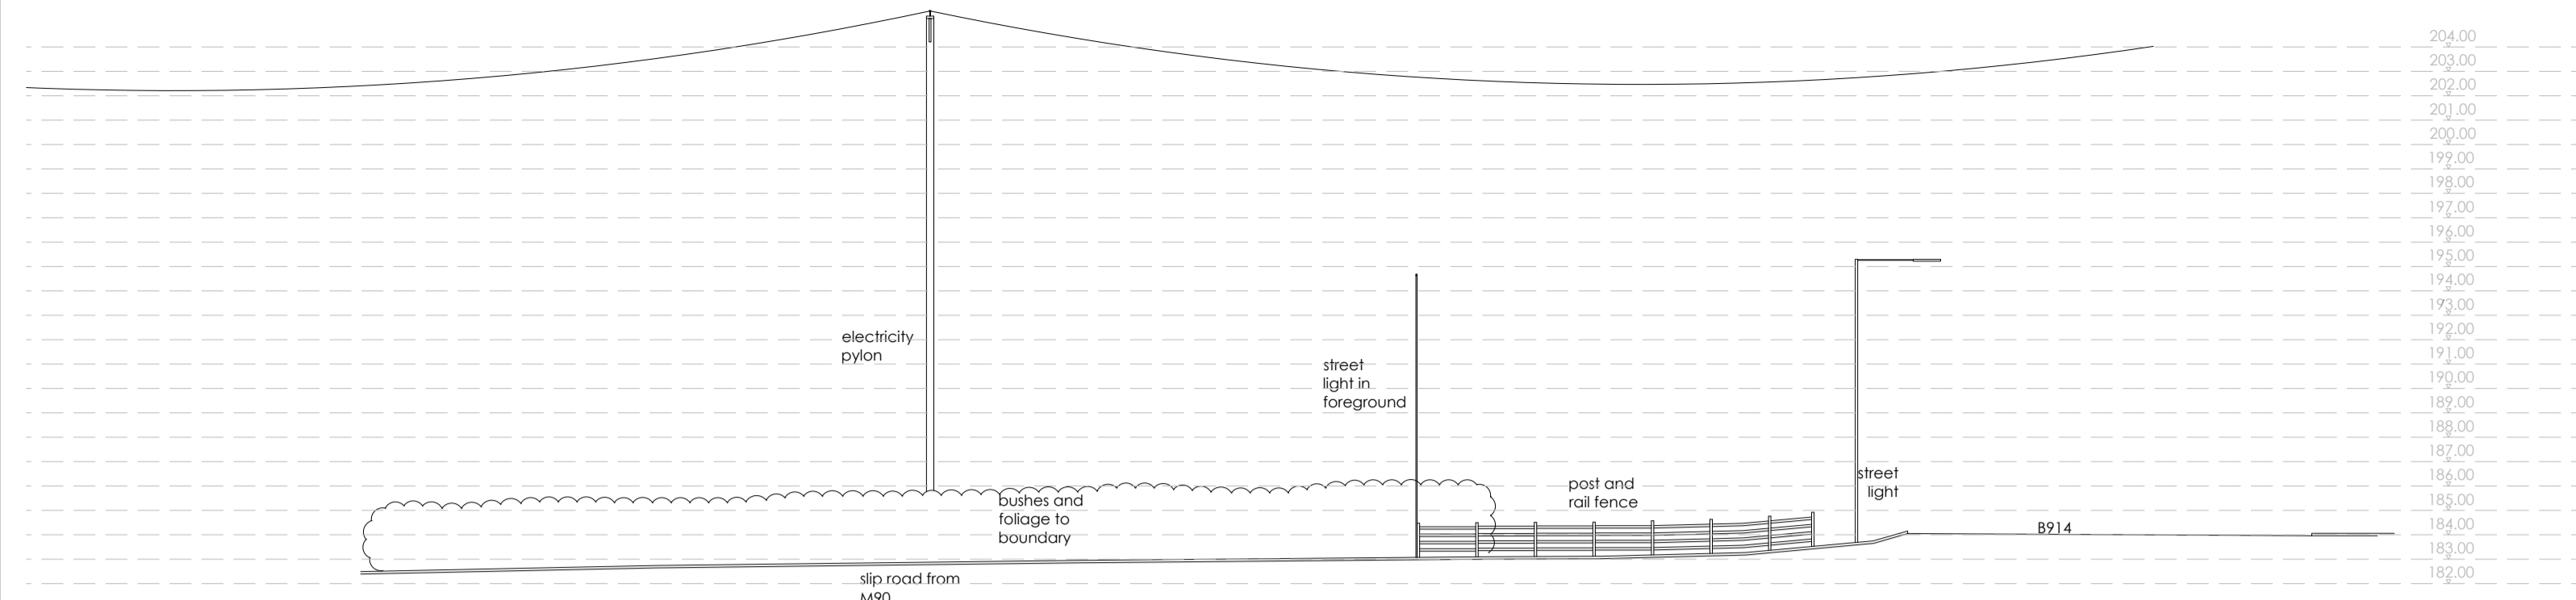 204.00
203.00
202.00
201.00
200.00
199.00
198.00
197.00
196.00
195.00
194.00
193.00
192.00
191.00
190.00
189.00
188.00
187.00
186.00
185.00
184.00
183.00
182.00
electricity
pylon
street
light in
foreground
bushes and
foliage to
boundary
post and
rail fence
street
light
B914
slip road from
M90